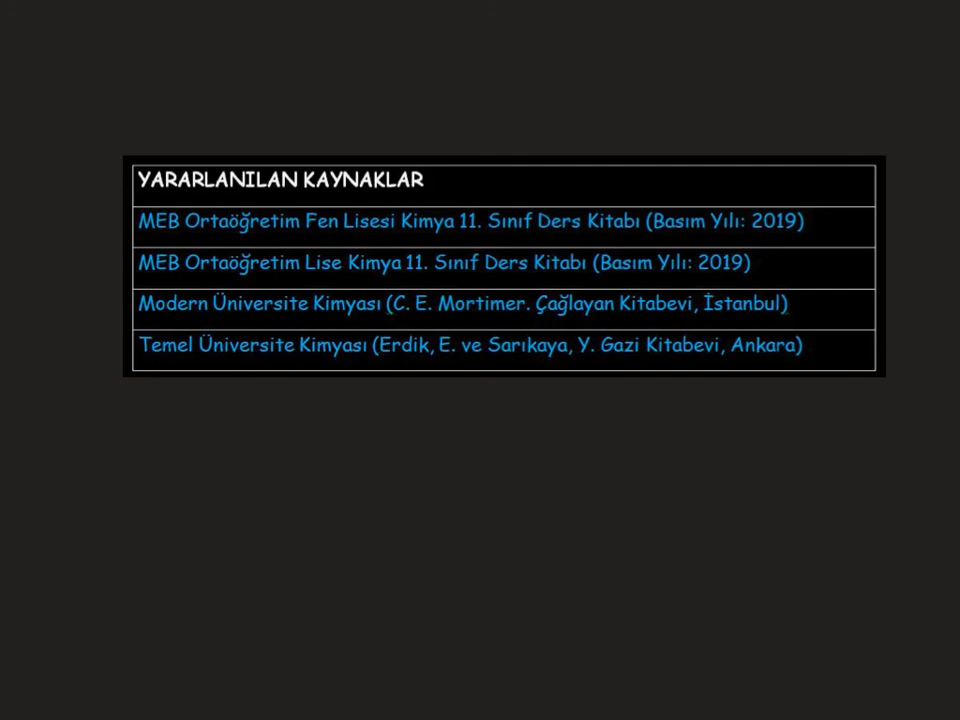 YARARLANILAN KAYNAKLAR
MEB Ortaöğretim Fen Lisesi Kimya 11. Sınıf Ders Kitabı (Basım Yılı: 2019)
MEB Ortaöğretim Lise Kimya 11. Sınıf Ders Kitabı (Basım Yılı: 2019)
Modern Üniversite Kimyası (C. E. Mortimer. Çağlayan Kitabevi, İstanbul)
Temel Üniversite Kimyası (Erdik, E. ve Sarıkaya, Y. Gazi Kitabevi, Ankara)